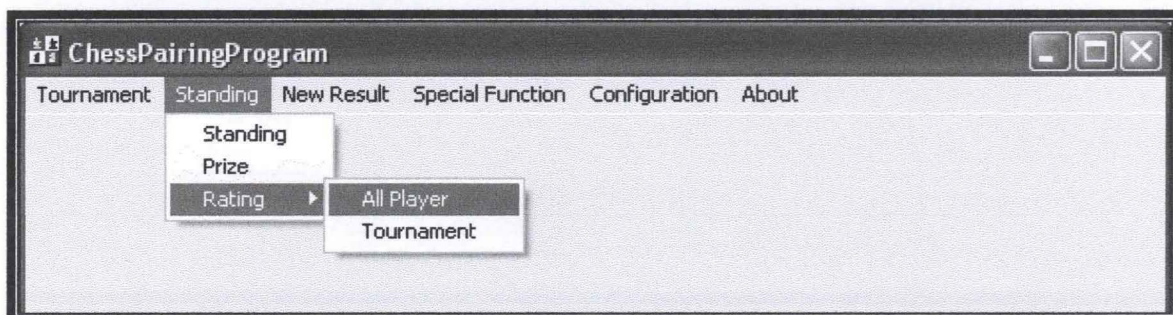 ChessPairingProgram
Tournament Standing New Result Special Function Configuration About
Standing
Prize
Rating All Player
Tournament